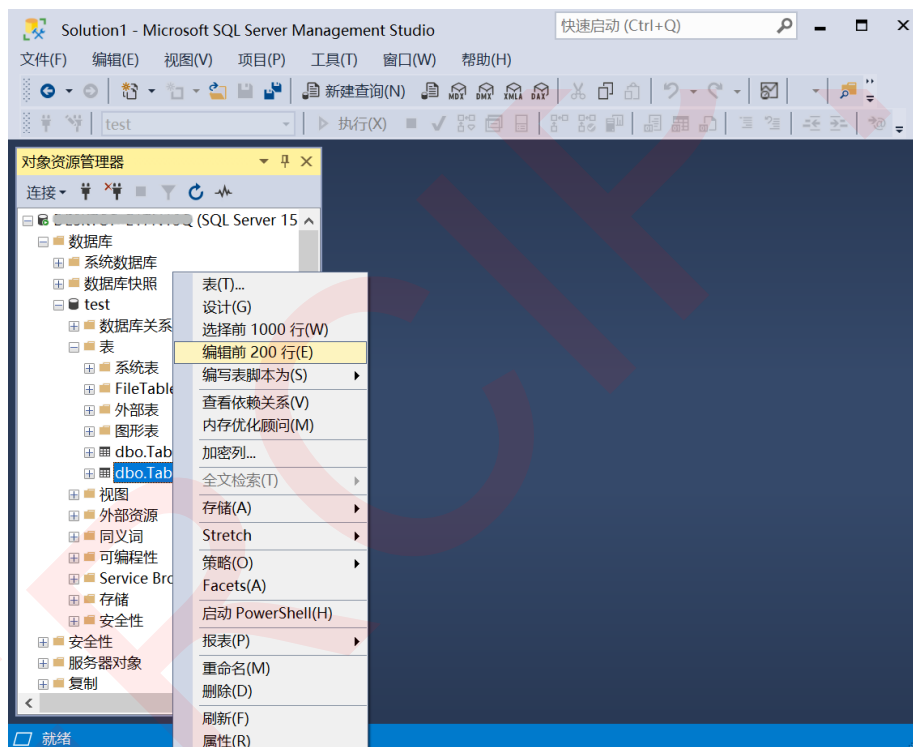 Solution1 - Microsoft SQL Server Management Studio
快速启动 (Ctrl+Q)
文件(F) 编辑(E) 视图(V) 项目(P) 工具(T) 窗口(W) 帮助(H)
新建查询(N) MDX DMX XMLA DAX
test 执行(X)
对象资源管理器
连接
(SQL Server 15
数据库
系统数据库
数据库快照
test
数据库关系
表
系统表
FileTable
外部表
图形表
dbo.Tab
dbo.Tab
视图
外部资源
同义词
可编程性
Service Bro
存储
安全性
安全性
服务器对象
复制
表(T)...
设计(G)
选择前 1000 行(W)
编辑前 200 行(E)
编写表脚本为(S)
查看依赖关系(V)
内存优化顾问(M)
加密列...
全文检索(T)
存储(A)
Stretch
策略(O)
Facets(A)
启动 PowerShell(H)
报表(P)
重命名(M)
删除(D)
刷新(F)
属性(R)
就绪